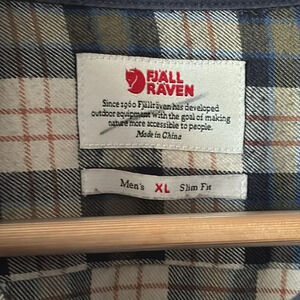 FJÄLL
RÄVEN
Since 1960 Fjällräven has developed
outdoor equipment with the goal of making
nature more accessible to people.
Made in China
Men's XL Slim Fit